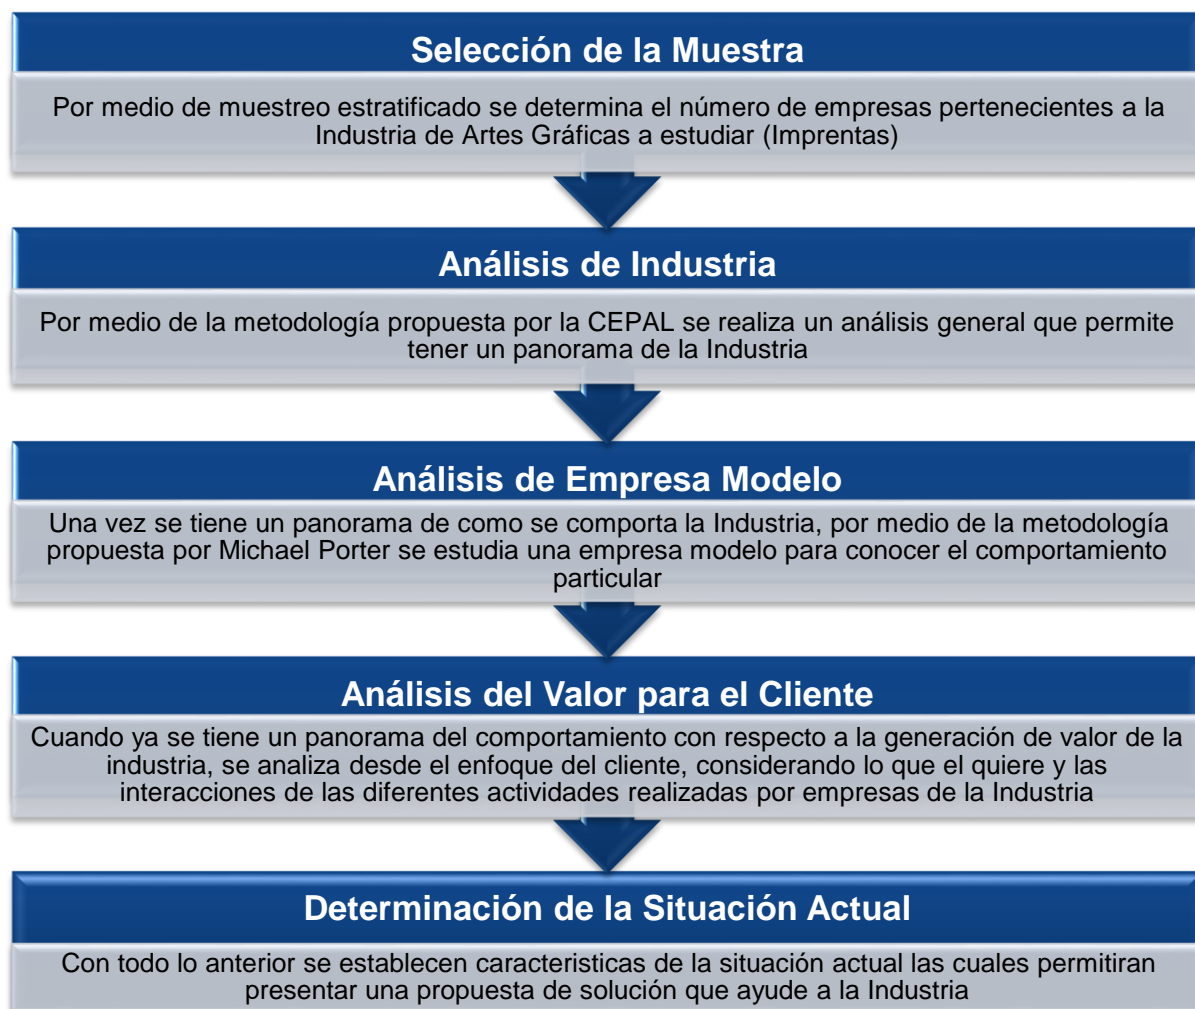 Selección de la Muestra
Por medio de muestreo estratificado se determina el número de empresas pertenecientes a la
Industria de Artes Gráficas a estudiar (Imprentas)
Análisis de Industria
Por medio de la metodología propuesta por la CEPAL se realiza un análisis general que permite
tener un panorama de la Industria
Análisis de Empresa Modelo
Una vez se tiene un panorama de como se comporta la Industria, por medio de la metodología
propuesta por Michael Porter se estudia una empresa modelo para conocer el comportamiento
particular
Análisis del Valor para el Cliente
Cuando ya se tiene un panorama del comportamiento con respecto a la generación de valor de la
industria, se analiza desde el enfoque del cliente, considerando lo que el quiere y las
interacciones de las diferentes actividades realizadas por empresas de la Industria
Determinación de la Situación Actual
Con todo lo anterior se establecen caracteristicas de la situación actual las cuales permitiran
presentar una propuesta de solución que ayude a la Industria